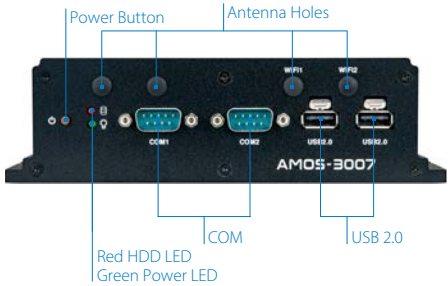 Power Button
Antenna Holes
WiFi1
WiFi2
COM1
COM2
USB2.0
USB2.0
AMOS-3007
COM
USB 2.0
Red HDD LED
Green Power LED